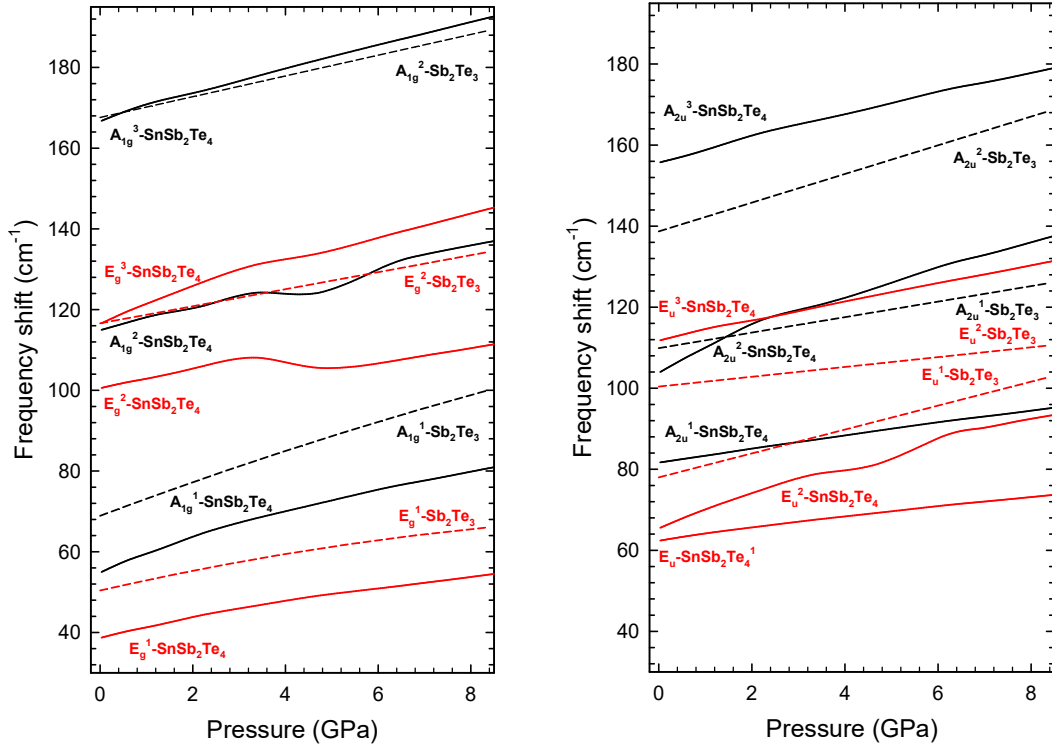 180
160
140
120
100
80
60
40
0
2
4
6
8
Frequency shift (cm⁻¹)
Pressure (GPa)
A₁g²-Sb₂Te₃
A₁g³-SnSb₂Te₄
Eg³-SnSb₂Te₄
Eg²-Sb₂Te₃
A₁g²-SnSb₂Te₄
Eg²-SnSb₂Te₄
A₁g¹-Sb₂Te₃
A₁g¹-SnSb₂Te₄
Eg¹-Sb₂Te₃
Eg¹-SnSb₂Te₄
180
160
140
120
100
80
60
40
0
2
4
6
8
Frequency shift (cm⁻¹)
Pressure (GPa)
A₂ᵤ³-SnSb₂Te₄
A₂ᵤ²-Sb₂Te₃
Eᵤ³-SnSb₂Te₄
A₂ᵤ¹-Sb₂Te₃
Eᵤ²-Sb₂Te₃
A₂ᵤ²-SnSb₂Te₄
Eᵤ¹-Sb₂Te₃
A₂ᵤ¹-SnSb₂Te₄
Eᵤ²-SnSb₂Te₄
Eᵤ-SnSb₂Te₄¹